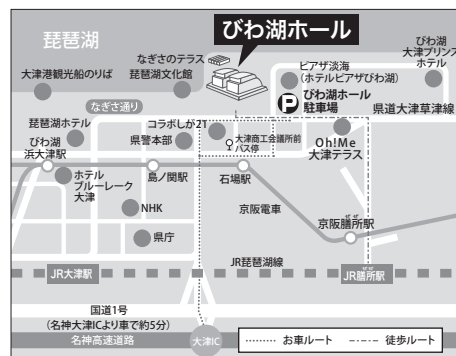 琵琶湖
びわ湖ホール
なぎさのテラス
琵琶湖文化館
大津港観光船のりば
ピアザ淡海
(ホテルピアザびわ湖)
びわ湖
大津プリンス
ホテル
P
びわ湖ホール
駐車場
県道大津草津線
なぎさ通り
琵琶湖ホテル
コラボしが21
県警本部
大津商工会議所前
バス停
Oh!Me
大津テラス
びわ湖
浜大津駅
島ノ関駅
石場駅
ホテル
ブルーレーク
大津
NHK
県庁
京阪電車
ぜぜ
京阪膳所駅
JR琵琶湖線
JR大津駅
ぜぜ
JR膳所駅
国道1号
(名神大津ICより車で約5分)
名神高速道路
大津IC
お車ルート
徒歩ルート